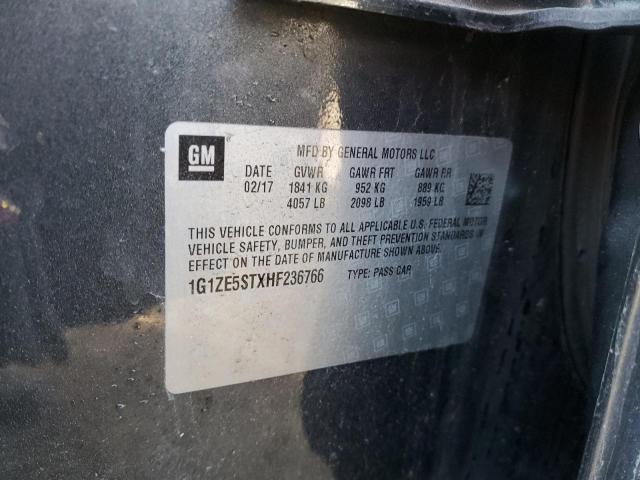 GM
MFD BY GENERAL MOTORS LLC
DATE GVWR GAWR FRT GAWR RR
02/17 1841 KG 952 KG 889 KG
4057 LB 2098 LB 1959 LB
THIS VEHICLE CONFORMS TO ALL APPLICABLE U.S. FEDERAL MOTOR
VEHICLE SAFETY, BUMPER, AND THEFT PREVENTION STANDARDS IN
EFFECT ON THE DATE OF MANUFACTURE SHOWN ABOVE.
1G1ZE5STXHF236766 TYPE: PASS CAR